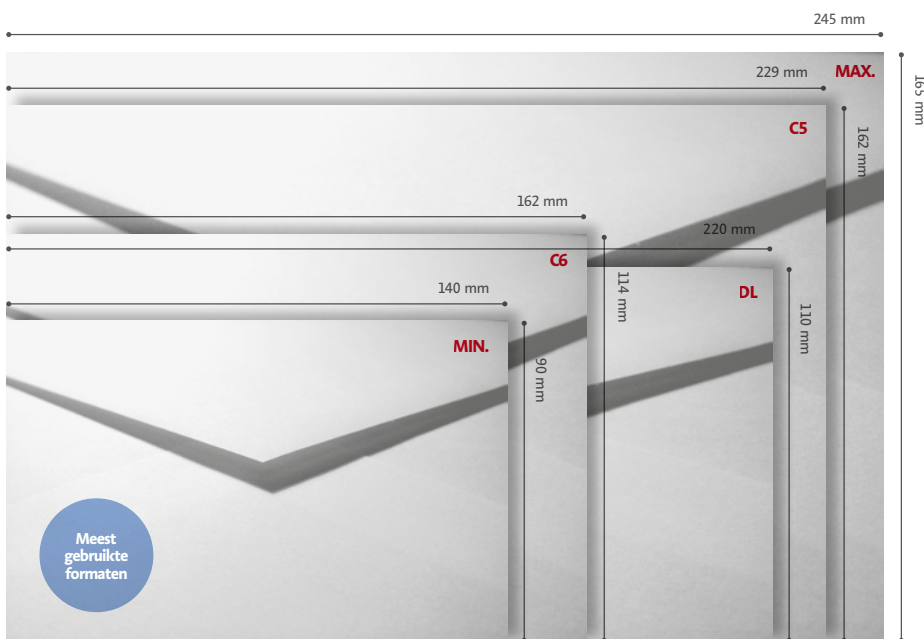 245 mm
229 mm
MAX.
165 mm
C5
162 mm
162 mm
220 mm
C6
114 mm
140 mm
DL
110 mm
MIN.
90 mm
Meest
gebruikte
formaten